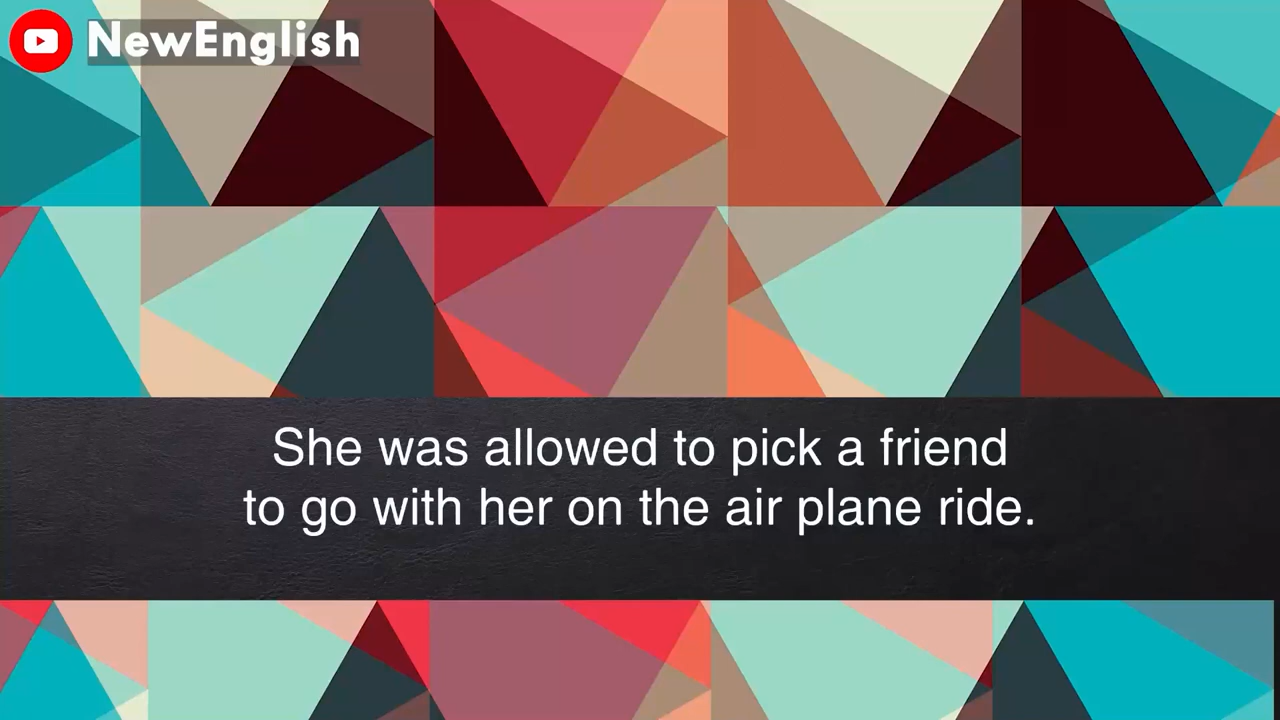 NewEnglish
She was allowed to pick a friend
to go with her on the air plane ride.